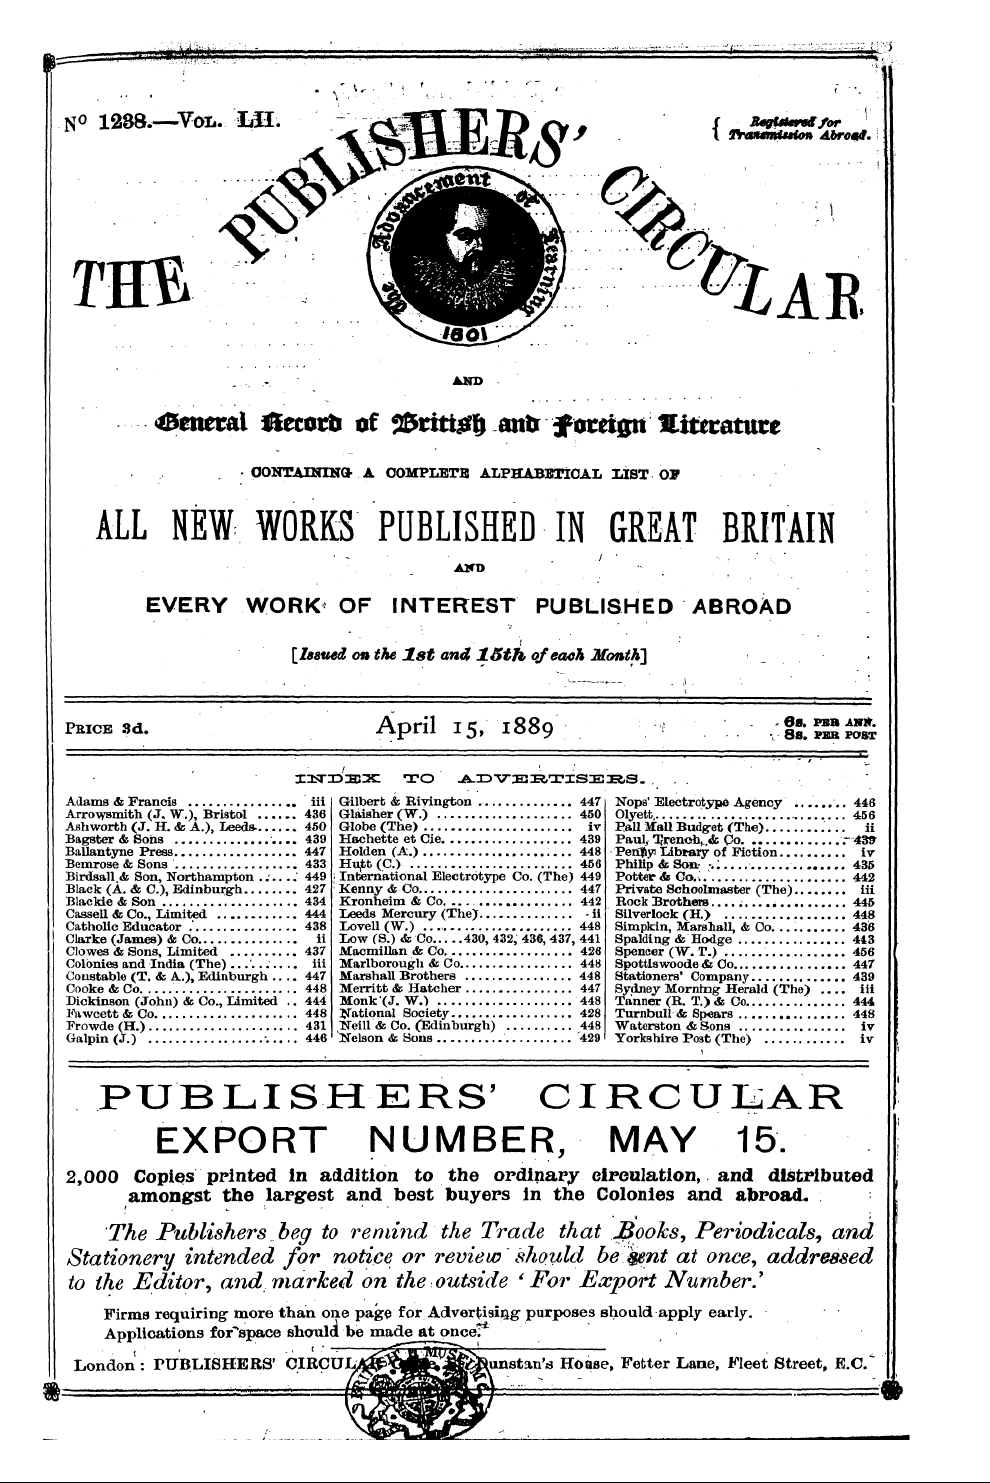 Nº 1238.—VOL. LII.
{ Registered for
{ Transmission Abroad.
THE PUBLISHERS' CIRCULAR,
The Advancement of Learning
1601
AND
General Record of British and Foreign Literature
CONTAINING A COMPLETE ALPHABETICAL LIST OF
ALL NEW WORKS PUBLISHED IN GREAT BRITAIN
AND
EVERY WORK OF INTEREST PUBLISHED ABROAD
[Issued on the 1st and 15th of each Month]
PRICE 3d.
April 15, 1889
6s. PER ANN.
8s. PER POST
INDEX TO ADVERTISERS.
Adams & Francis ............... iii
Arrowsmith (J. W.), Bristol ...... 436
Ashworth (J. H. & A.), Leeds...... 450
Bagster & Sons .................. 439
Ballantyne Press.................. 447
Bemrose & Sons .................. 433
Birdsall & Son, Northampton ...... 449
Black (A. & C.), Edinburgh........ 427
Blackie & Son .................... 434
Cassell & Co., Limited ........... 444
Catholic Educator ................ 438
Clarke (James) & Co............... ii
Clowes & Sons, Limited .......... 437
Colonies and India (The) .......... iii
Constable (T. & A.), Edinburgh .... 447
Cooke & Co. ..................... 448
Dickinson (John) & Co., Limited .. 444
Fawcett & Co. ................... 448
Frowde (H.) ..................... 431
Galpin (J.) ..................... 446
Gilbert & Rivington ............. 447
Glaisher (W.) ................... 450
Globe (The) ..................... iv
Hachette et Cie. ................ 439
Holden (A.) ..................... 448
Hutt (C.) ....................... 456
International Electrotype Co. (The) 449
Kenny & Co. ..................... 447
Kronheim & Co. .................. 442
Leeds Mercury (The).............. ii
Lovell (W.) ..................... 448
Low (S.) & Co.....430, 432, 436, 437, 441
Macmillan & Co. ................. 426
Marlborough & Co. ............... 448
Marshall Brothers ............... 448
Merritt & Hatcher ............... 447
Monk (J. W.) .................... 448
National Society................. 428
Neill & Co. (Edinburgh) ......... 448
Nelson & Sons ................... 429
Nops' Electrotype Agency ........ 446
Olyett........................... 456
Pall Mall Budget (The)........... ii
Paul, Trench, & Co. ............. 439
Penny Library of Fiction......... iv
Philip & Son .................... 435
Potter & Co. .................... 442
Private Schoolmaster (The)....... iii
Rock Brothers.................... 445
Silverlock (H.) ................. 448
Simpkin, Marshall, & Co. ........ 436
Spalding & Hodge ................ 443
Spencer (W. T.) ................. 456
Spottiswoode & Co. .............. 447
Stationers' Company.............. 439
Sydney Morning Herald (The) .... iii
Tanner (R. T.) & Co. ............ 444
Turnbull & Spears ............... 448
Waterston & Sons ................ iv
Yorkshire Post (The) ............ iv
PUBLISHERS' CIRCULAR
EXPORT NUMBER, MAY 15.
2,000 Copies printed in addition to the ordinary circulation, and distributed
amongst the largest and best buyers in the Colonies and abroad.
The Publishers beg to remind the Trade that Books, Periodicals, and
Stationery intended for notice or review should be sent at once, addressed
to the Editor, and marked on the outside ‘For Export Number.’
Firms requiring more than one page for Advertising purposes should apply early.
Applications for space should be made at once.
London: PUBLISHERS' CIRCULAR Dunstan's House, Fetter Lane, Fleet Street, E.C.
BRITISH MUSEUM